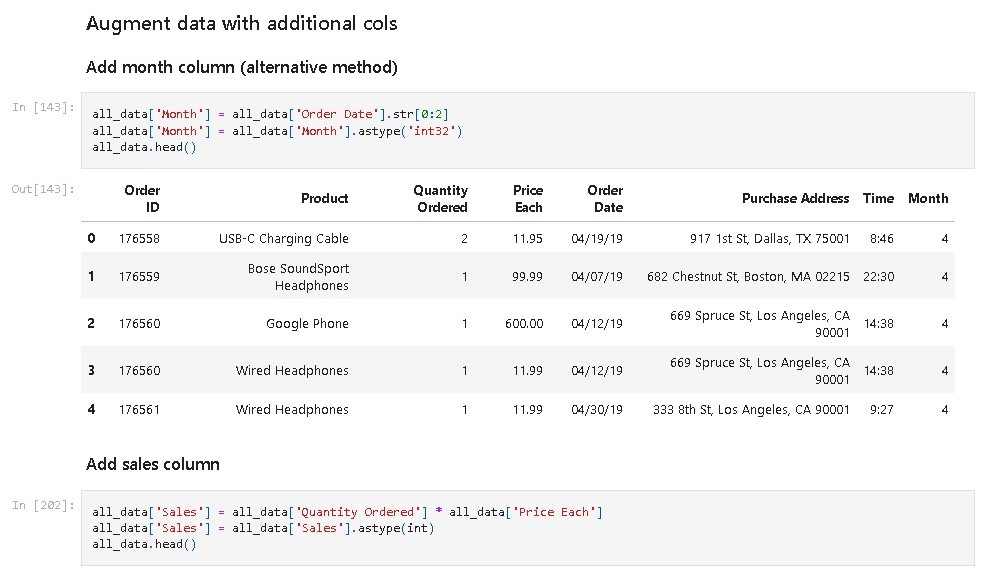 Augment data with additional cols
Add month column (alternative method)
In [143]:
all_data['Month'] = all_data['Order Date'].str[0:2]
all_data['Month'] = all_data['Month'].astype('int32')
all_data.head()
Out[143]:
Order ID Product Quantity Ordered Price Each Order Date Purchase Address Time Month
0 176558 USB-C Charging Cable 2 11.95 04/19/19 917 1st St, Dallas, TX 75001 8:46 4
1 176559 Bose SoundSport Headphones 1 99.99 04/07/19 682 Chestnut St, Boston, MA 02215 22:30 4
2 176560 Google Phone 1 600.00 04/12/19 669 Spruce St, Los Angeles, CA 90001 14:38 4
3 176560 Wired Headphones 1 11.99 04/12/19 669 Spruce St, Los Angeles, CA 90001 14:38 4
4 176561 Wired Headphones 1 11.99 04/30/19 333 8th St, Los Angeles, CA 90001 9:27 4
Add sales column
In [202]:
all_data['Sales'] = all_data['Quantity Ordered'] * all_data['Price Each']
all_data['Sales'] = all_data['Sales'].astype(int)
all_data.head()